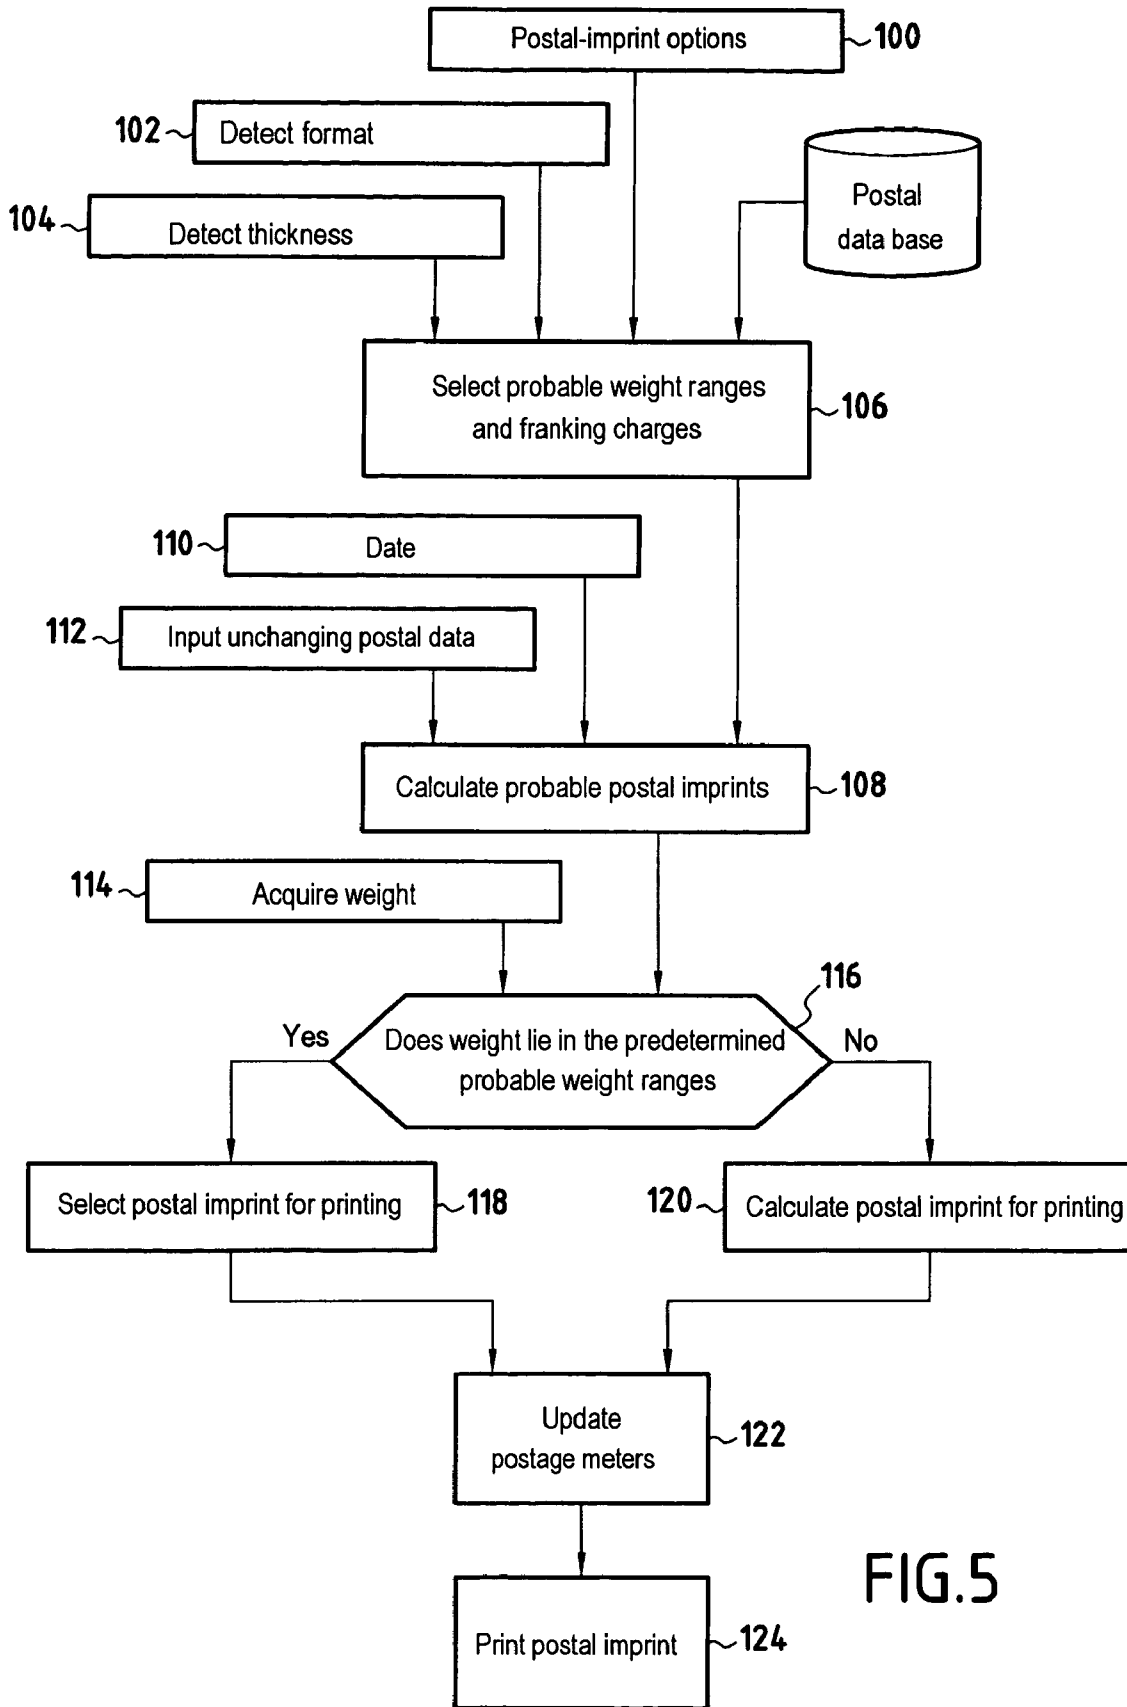 Postal-imprint options
100
102
Detect format
Postal
data base
104
Detect thickness
Select probable weight ranges
and franking charges
106
110
Date
112
Input unchanging postal data
Calculate probable postal imprints
108
114
Acquire weight
116
Yes
Does weight lie in the predetermined
probable weight ranges
No
Select postal imprint for printing
118
120
Calculate postal imprint for printing
Update
postage meters
122
Print postal imprint
124
FIG.5